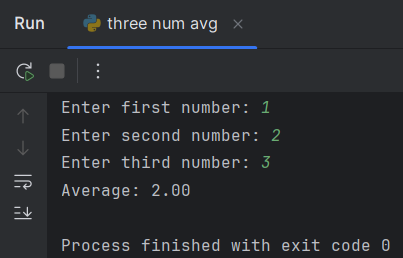 Run three num avg
Enter first number: 1
Enter second number: 2
Enter third number: 3
Average: 2.00
Process finished with exit code 0